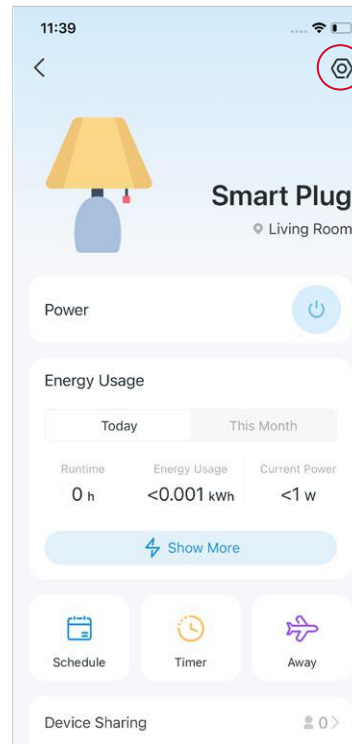 11:39
Smart Plug
Living Room
Power
Energy Usage
Today This Month
Runtime Energy Usage Current Power
0 h <0.001 kWh <1 w
Show More
Schedule Timer Away
Device Sharing 0